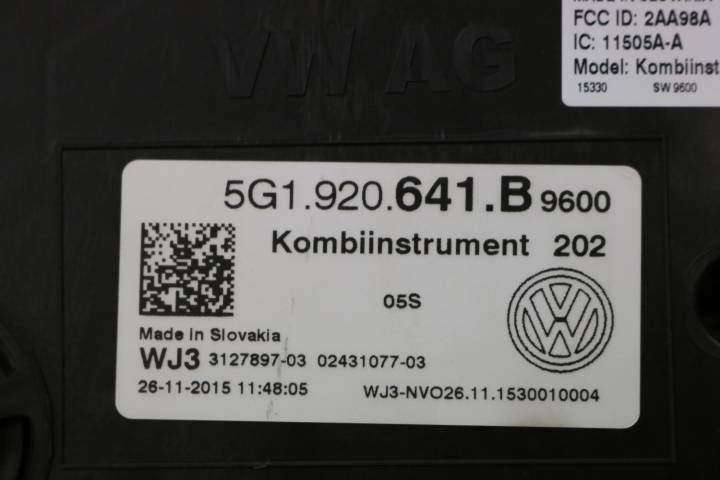 VW AG
FCC ID: 2AA98A
IC: 11505A-A
Model: Kombiinst
15330 SW 9600
5G1.920.641.B 9600
Kombiinstrument 202
05S
Made in Slovakia
WJ3 3127897-03 02431077-03
26-11-2015 11:48:05 WJ3-NVO26.11.1530010004